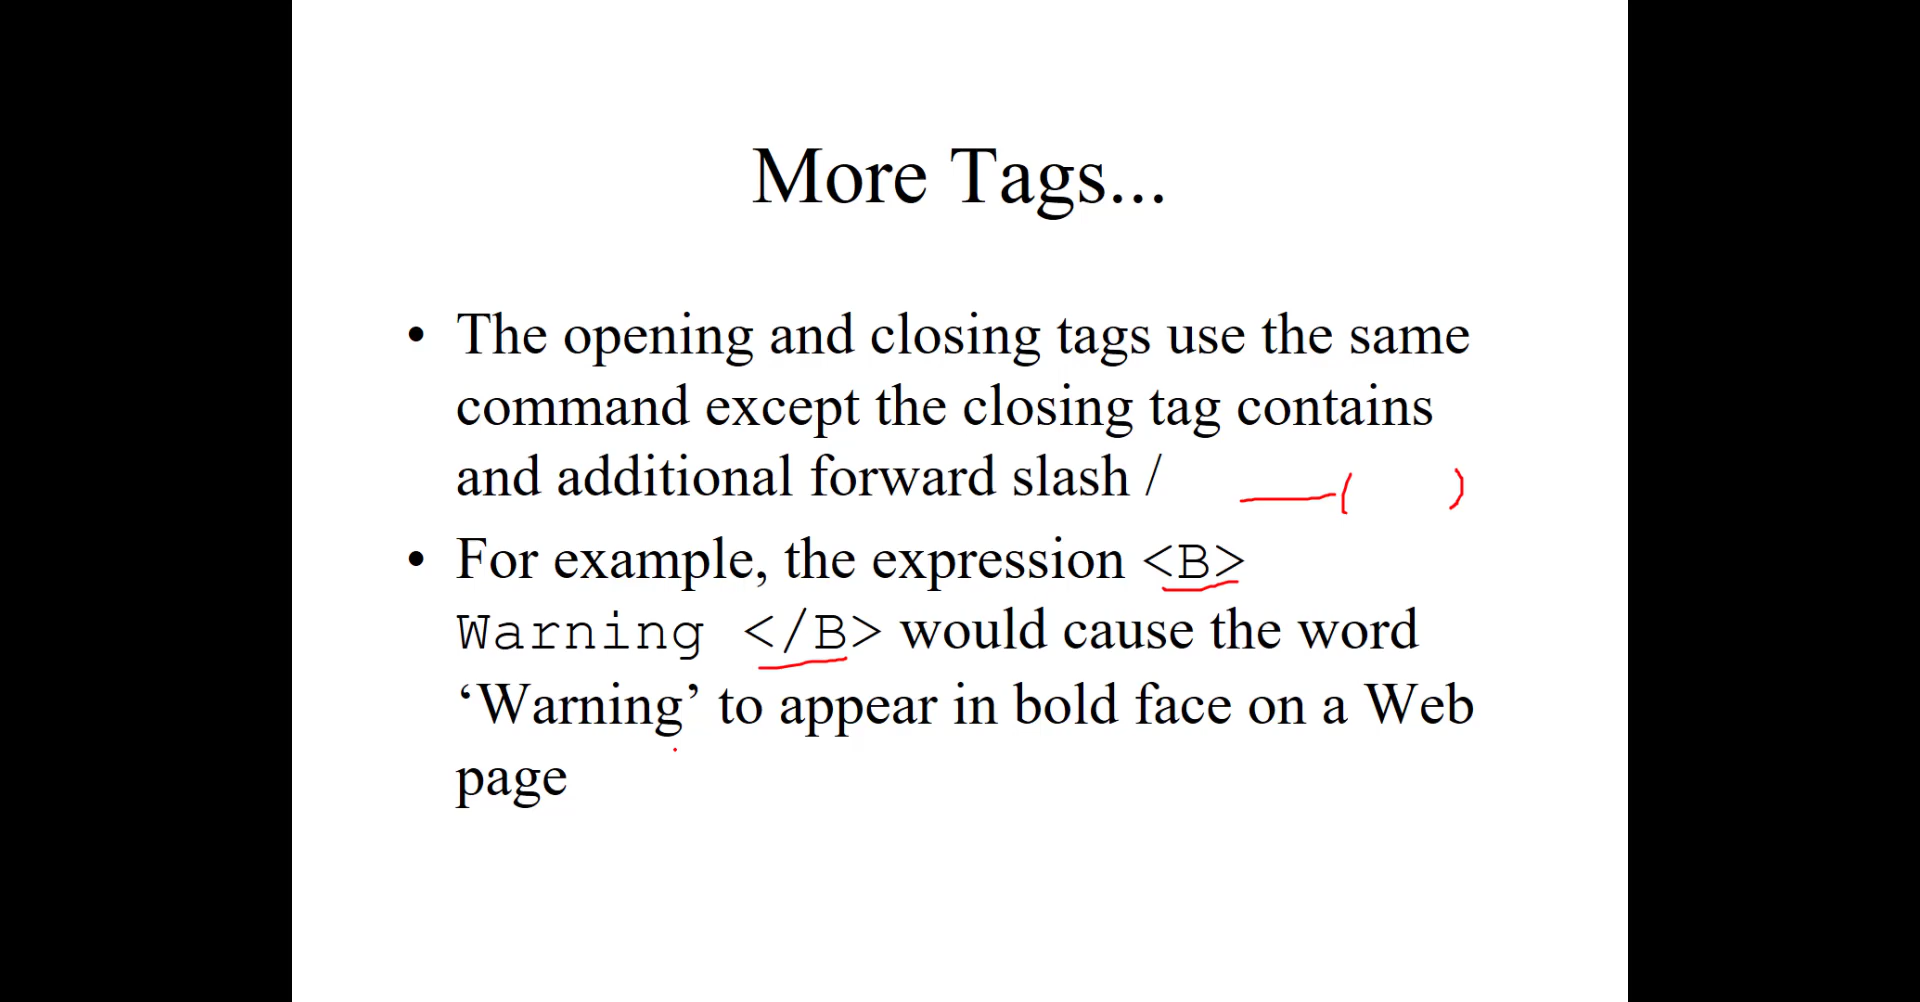 More Tags...
• The opening and closing tags use the same
command except the closing tag contains
and additional forward slash /
• For example, the expression <B>
Warning </B> would cause the word
‘Warning’ to appear in bold face on a Web
page